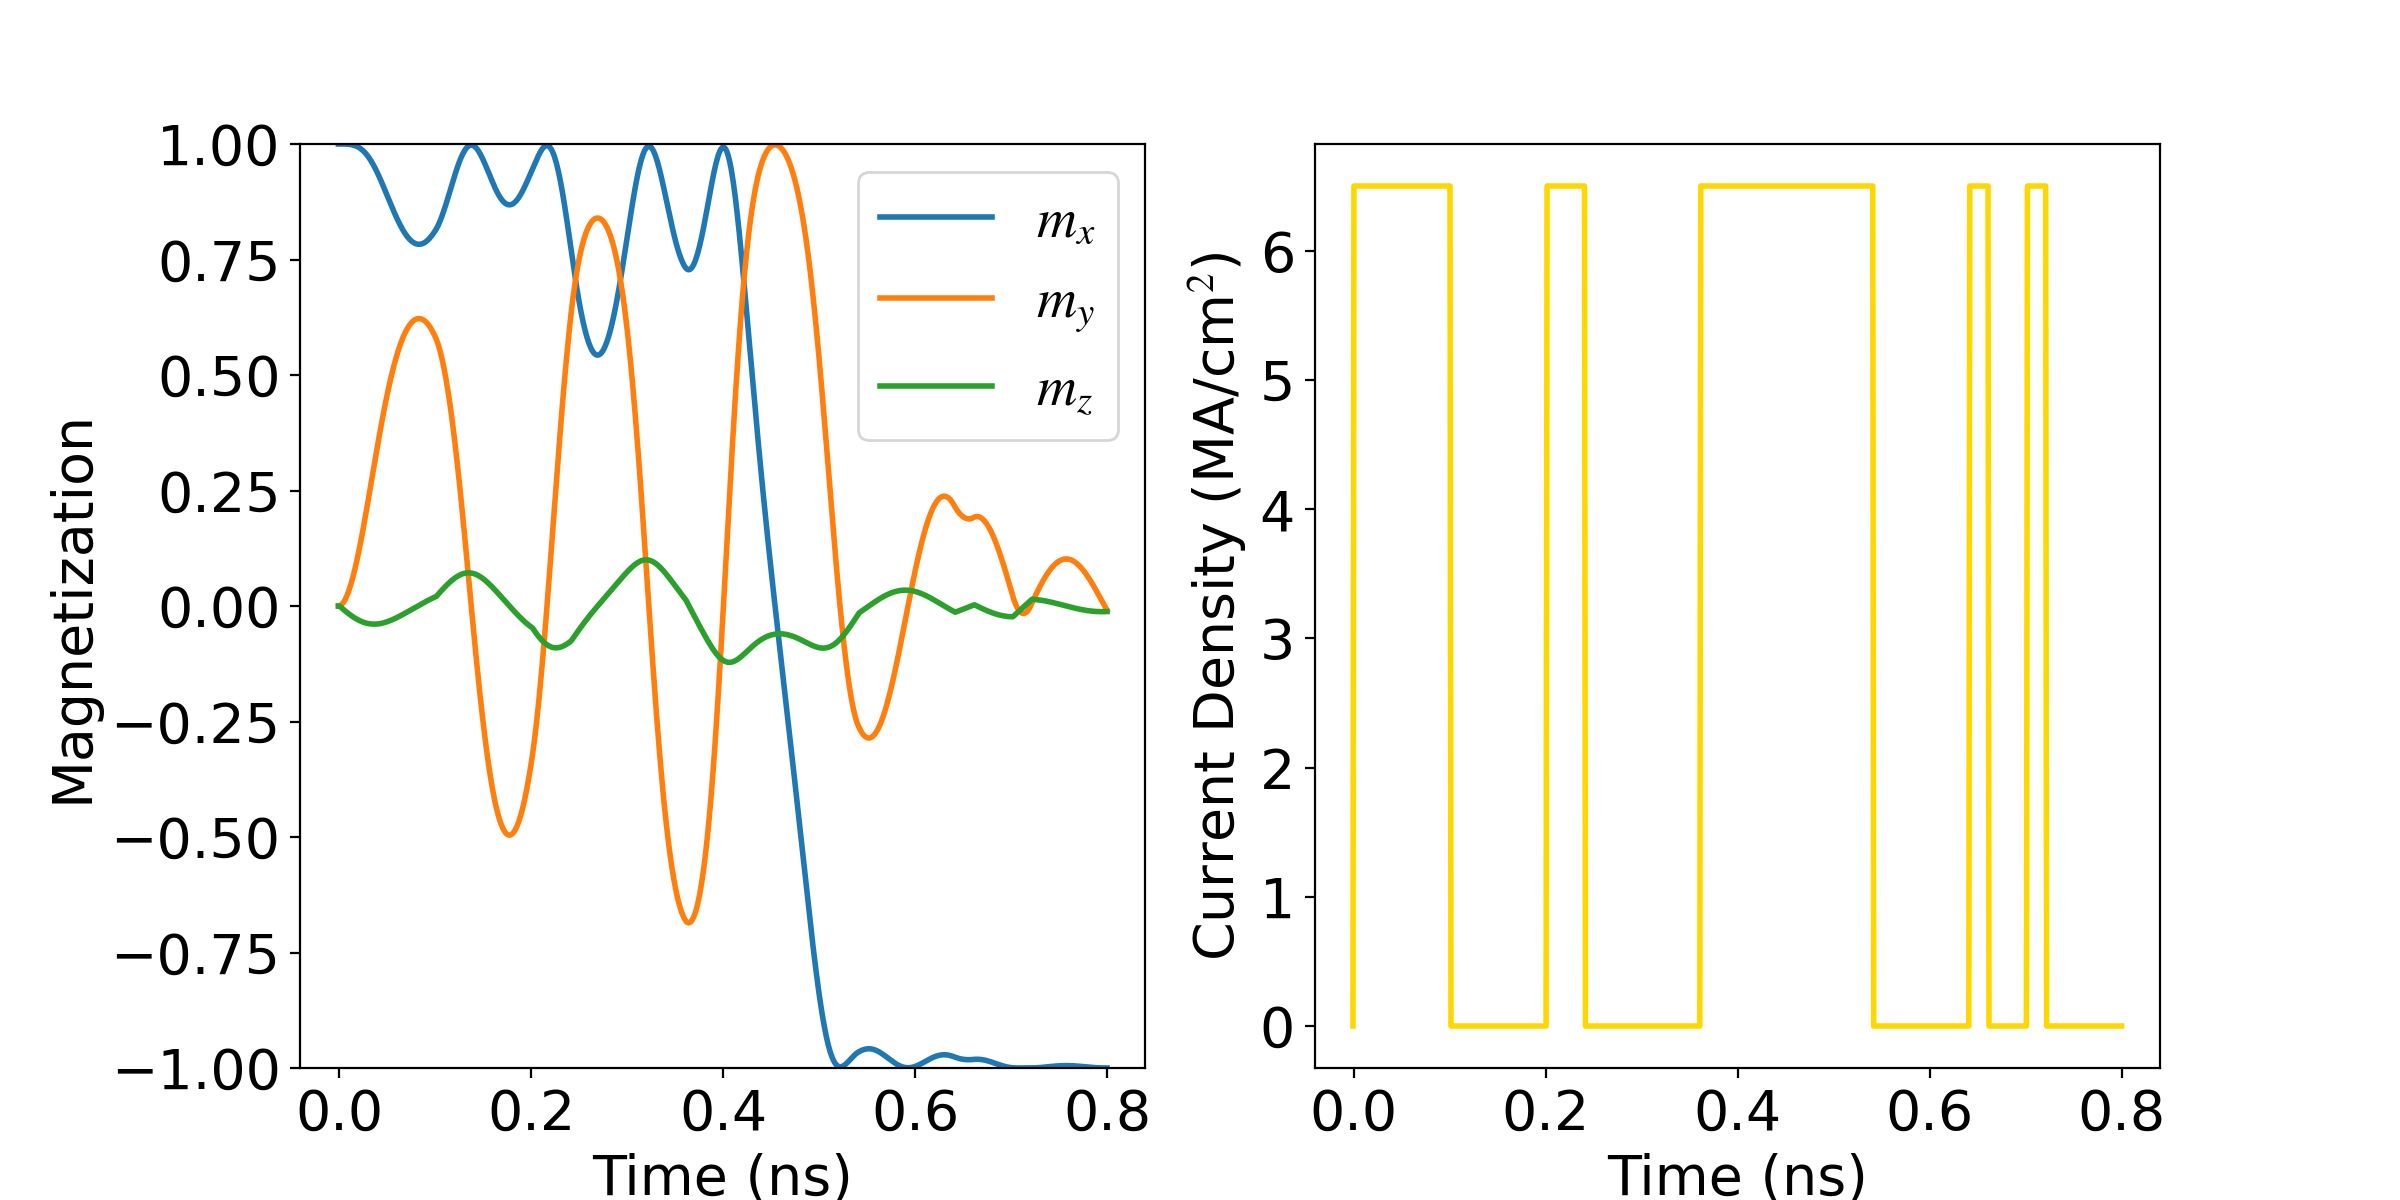 Magnetization
1.00
0.75
0.50
0.25
0.00
−0.25
−0.50
−0.75
−1.00
0.0 0.2 0.4 0.6 0.8
Time (ns)
m_x
m_y
m_z
Current Density (MA/cm²)
6
5
4
3
2
1
0
0.0 0.2 0.4 0.6 0.8
Time (ns)